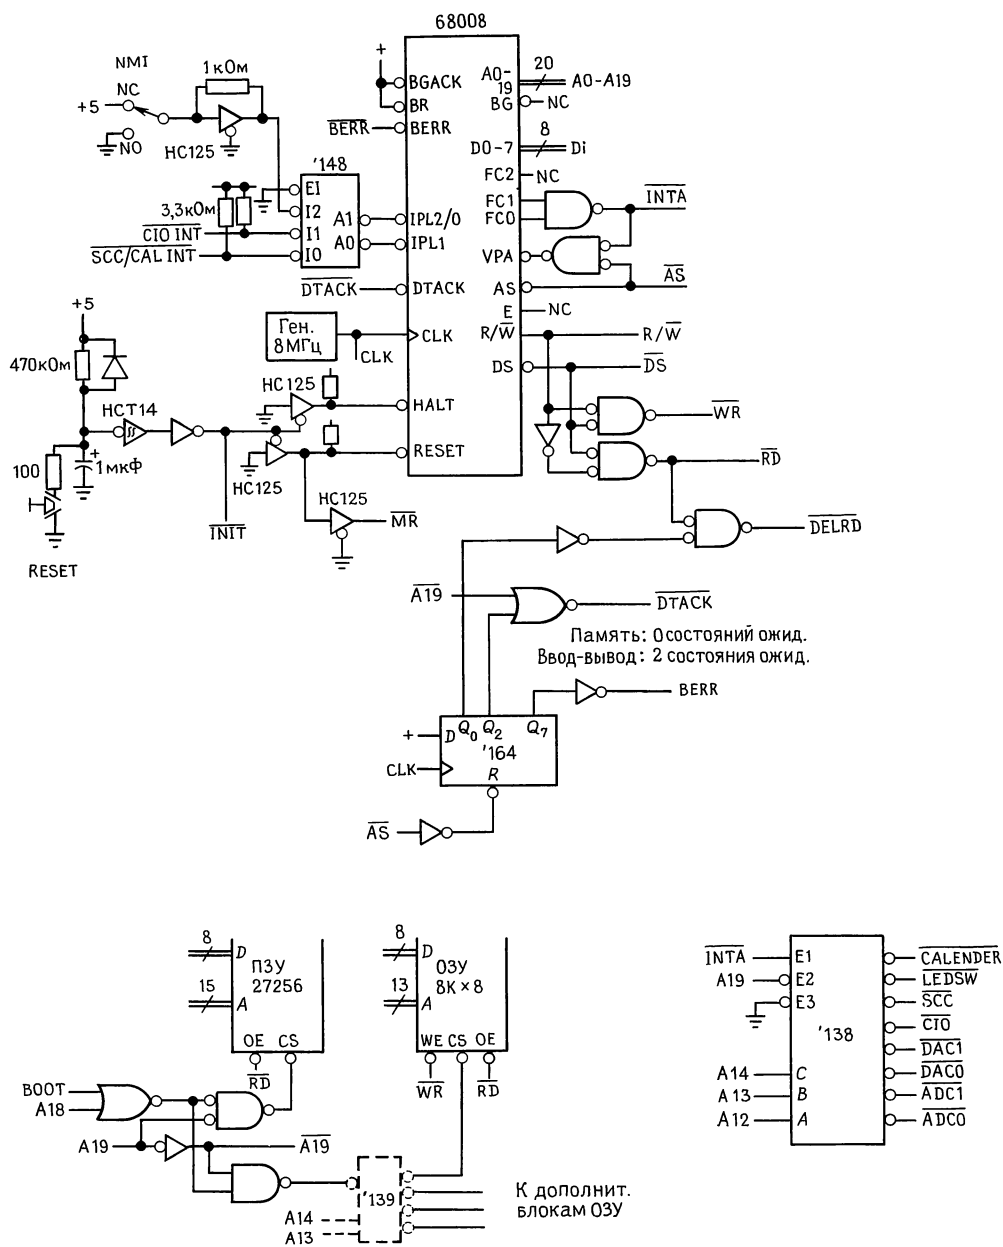 68008
+
NMI
NC
+5
NO
1кОм
HC125
BGACK
BR
BERR
BERR
A0-19
20
A0-A19
BG
NC
D0-7
8
Di
FC2
NC
FC1
FC0
INTA
VPA
AS
AS
E
NC
R/W
R/W
DS
DS
'148
EI
I2
I1
I0
A1
A0
IPL2/0
IPL1
3,3кОм
CIO INT
SCC/CAL INT
DTACK
DTACK
Ген.
8МГц
CLK
CLK
+5
470кОм
HCT14
HC125
HALT
RESET
HC125
100
+
1мкФ
INIT
HC125
MR
RESET
WR
RD
DELRD
A19
DTACK
Память: 0 состояний ожид.
Ввод-вывод: 2 состояния ожид.
BERR
+
D
Q0
Q2
Q7
'164
CLK
R
AS
8
D
ПЗУ
27256
15
A
OE
CS
RD
8
D
ОЗУ
8К×8
13
A
WE
CS
OE
WR
RD
BOOT
A18
A19
A19
'139
A14
A13
К дополнит.
блокам ОЗУ
INTA
E1
A19
E2
E3
'138
A14
C
A13
B
A12
A
CALENDER
LEDSW
SCC
CIO
DAC1
DAC0
ADC1
ADC0